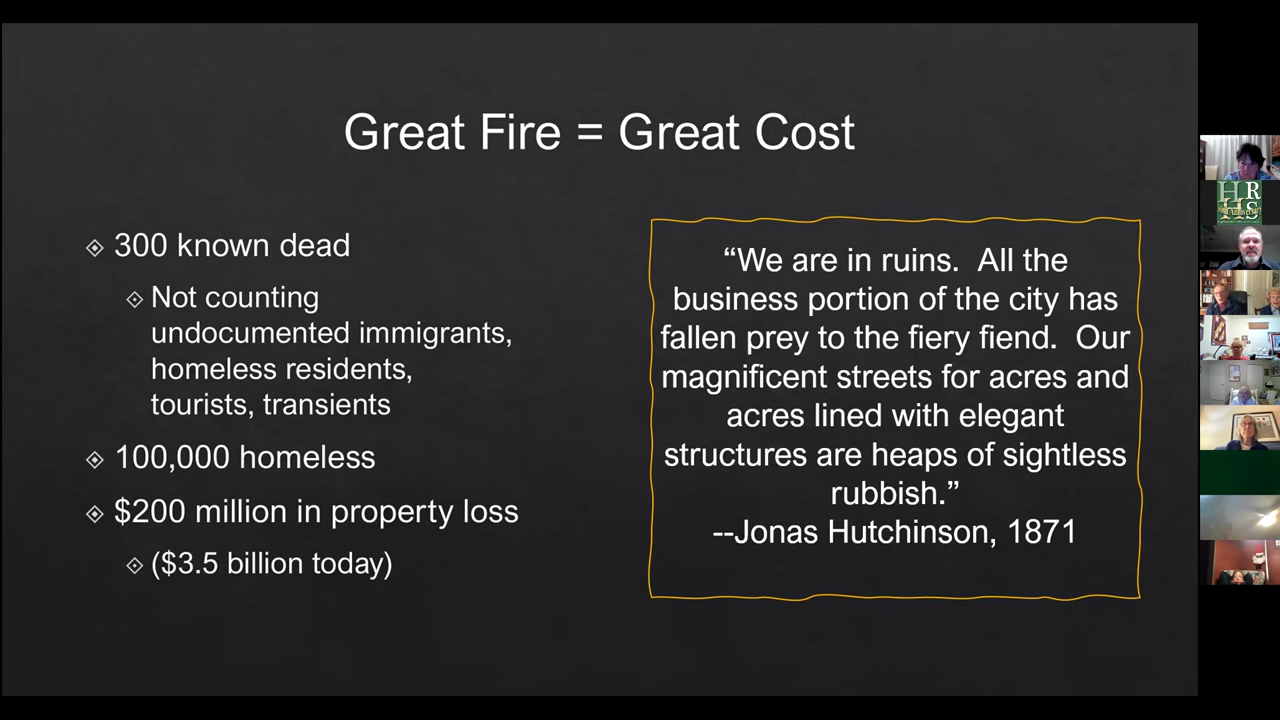 Great Fire = Great Cost
300 known dead
Not counting
undocumented immigrants,
homeless residents,
tourists, transients
100,000 homeless
$200 million in property loss
($3.5 billion today)
“We are in ruins.  All the
business portion of the city has
fallen prey to the fiery fiend.  Our
magnificent streets for acres and
acres lined with elegant
structures are heaps of sightless
rubbish.”
--Jonas Hutchinson, 1871
H R
H S